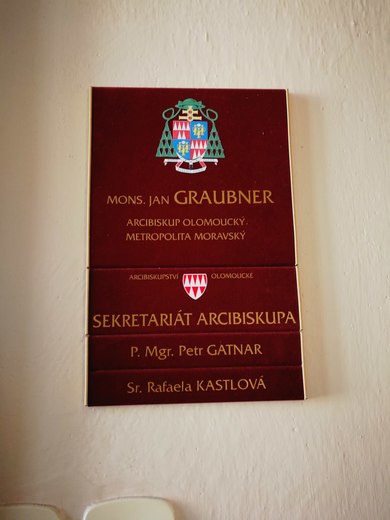 MONS. JAN GRAUBNER
ARCIBISKUP OLOMOUCKÝ,
METROPOLITA MORAVSKÝ
ARCIBISKUPSTVÍ OLOMOUCKÉ
SEKRETARIÁT ARCIBISKUPA
P. Mgr. Petr GATNAR
Sr. Rafaela KASTLOVÁ